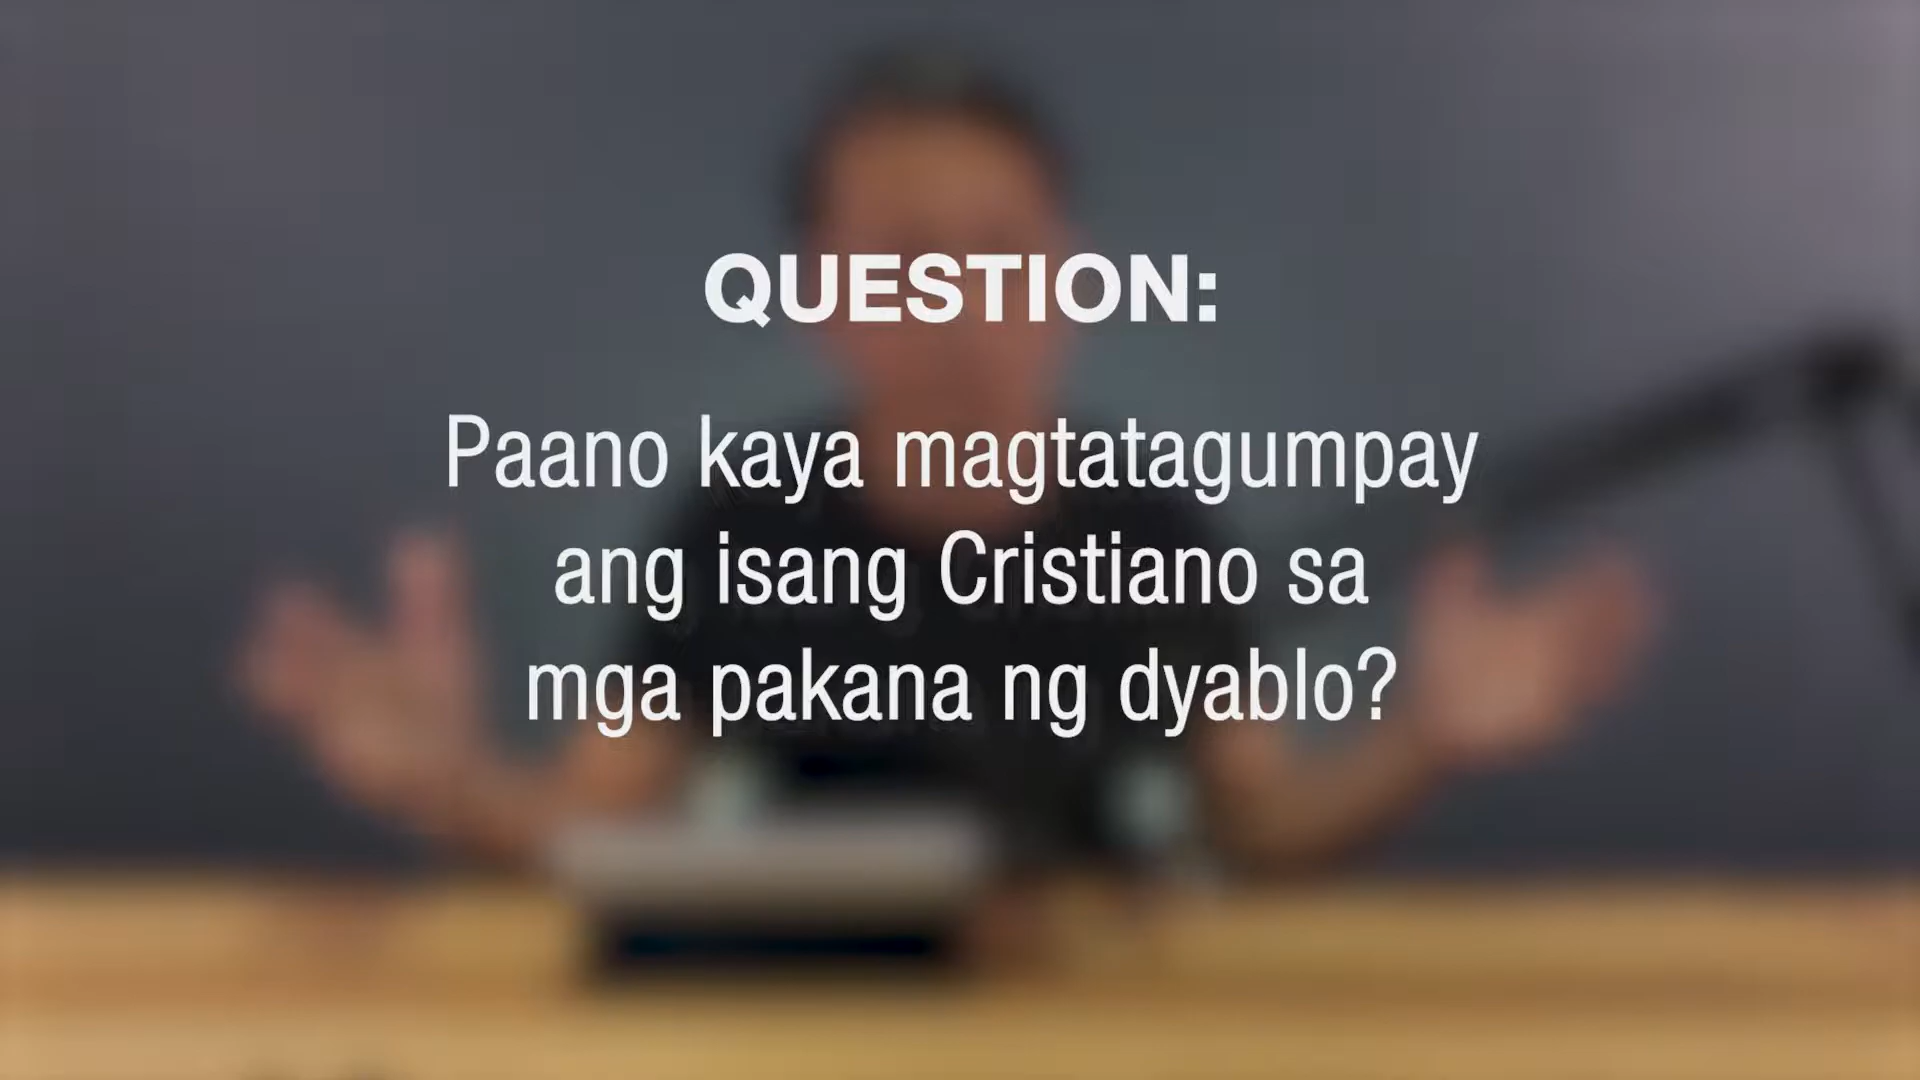 QUESTION:
Paano kaya magtatagumpay
ang isang Cristiano sa
mga pakana ng dyablo?